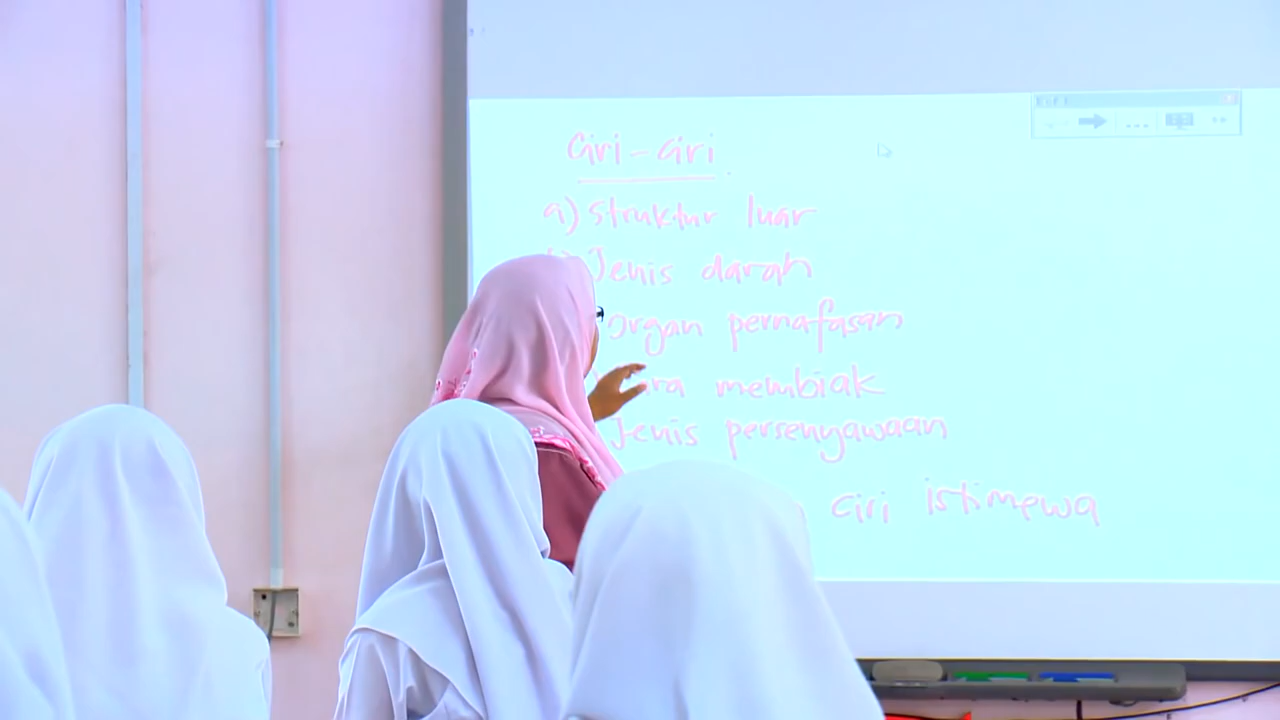 Ciri-ciri
a) Struktur luar
Jenis darah
organ pernafasan
membiak
Jenis persenyawaan
ciri istimewa